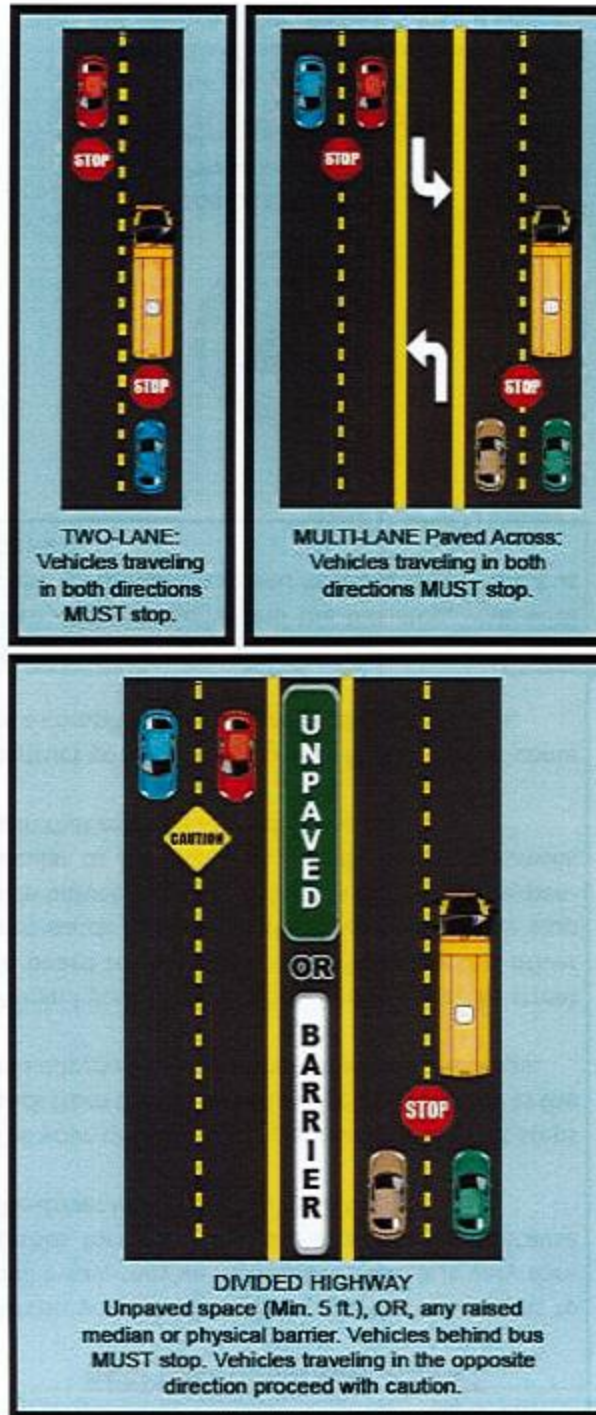 STOP
STOP
TWO-LANE:
Vehicles traveling
in both directions
MUST stop.
STOP
STOP
MULTI-LANE Paved Across:
Vehicles traveling in both
directions MUST stop.
CAUTION
UNPAVED
OR
BARRIER
STOP
DIVIDED HIGHWAY
Unpaved space (Min. 5 ft.), OR, any raised
median or physical barrier. Vehicles behind bus
MUST stop. Vehicles traveling in the opposite
direction proceed with caution.